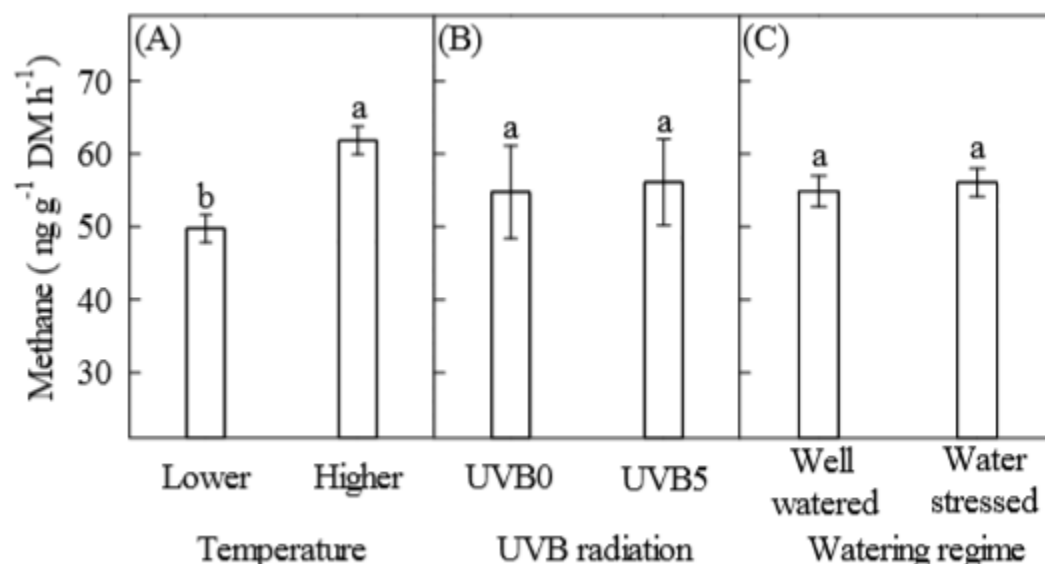 (A) (B) (C)
Methane ( ng g⁻¹ DM h⁻¹)
70
60
50
40
30
b
a
a
a
a
a
Lower
Higher
UVB0
UVB5
Well
watered
Water
stressed
Temperature
UVB radiation
Watering regime